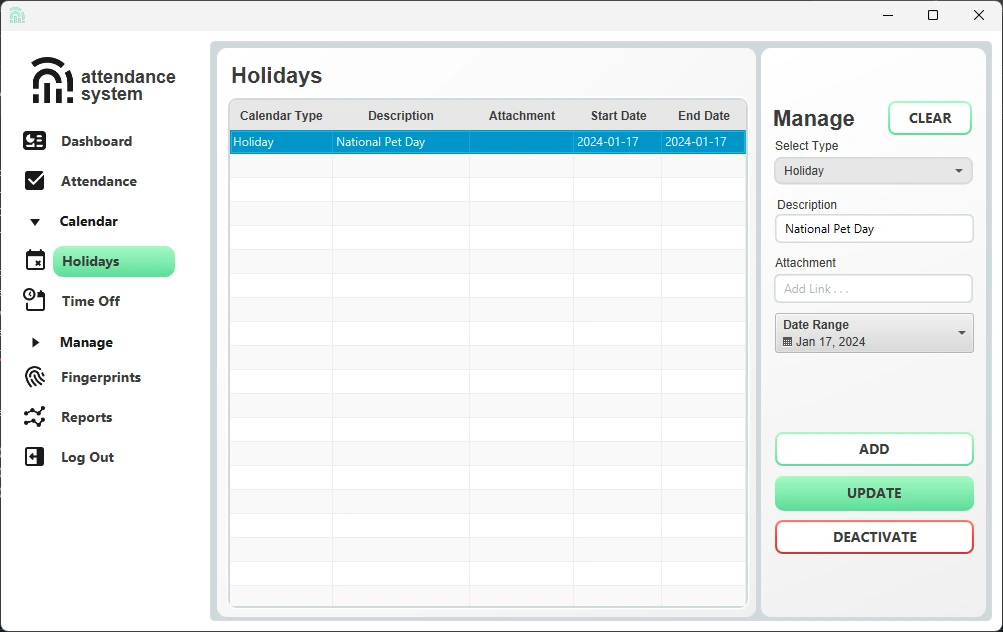 attendance
system
Dashboard
Attendance
Calendar
Holidays
Time Off
Manage
Fingerprints
Reports
Log Out
Holidays
Calendar Type Description Attachment Start Date End Date
Holiday National Pet Day 2024-01-17 2024-01-17
Manage CLEAR
Select Type
Holiday
Description
National Pet Day
Attachment
Add Link . . .
Date Range
Jan 17, 2024
ADD
UPDATE
DEACTIVATE